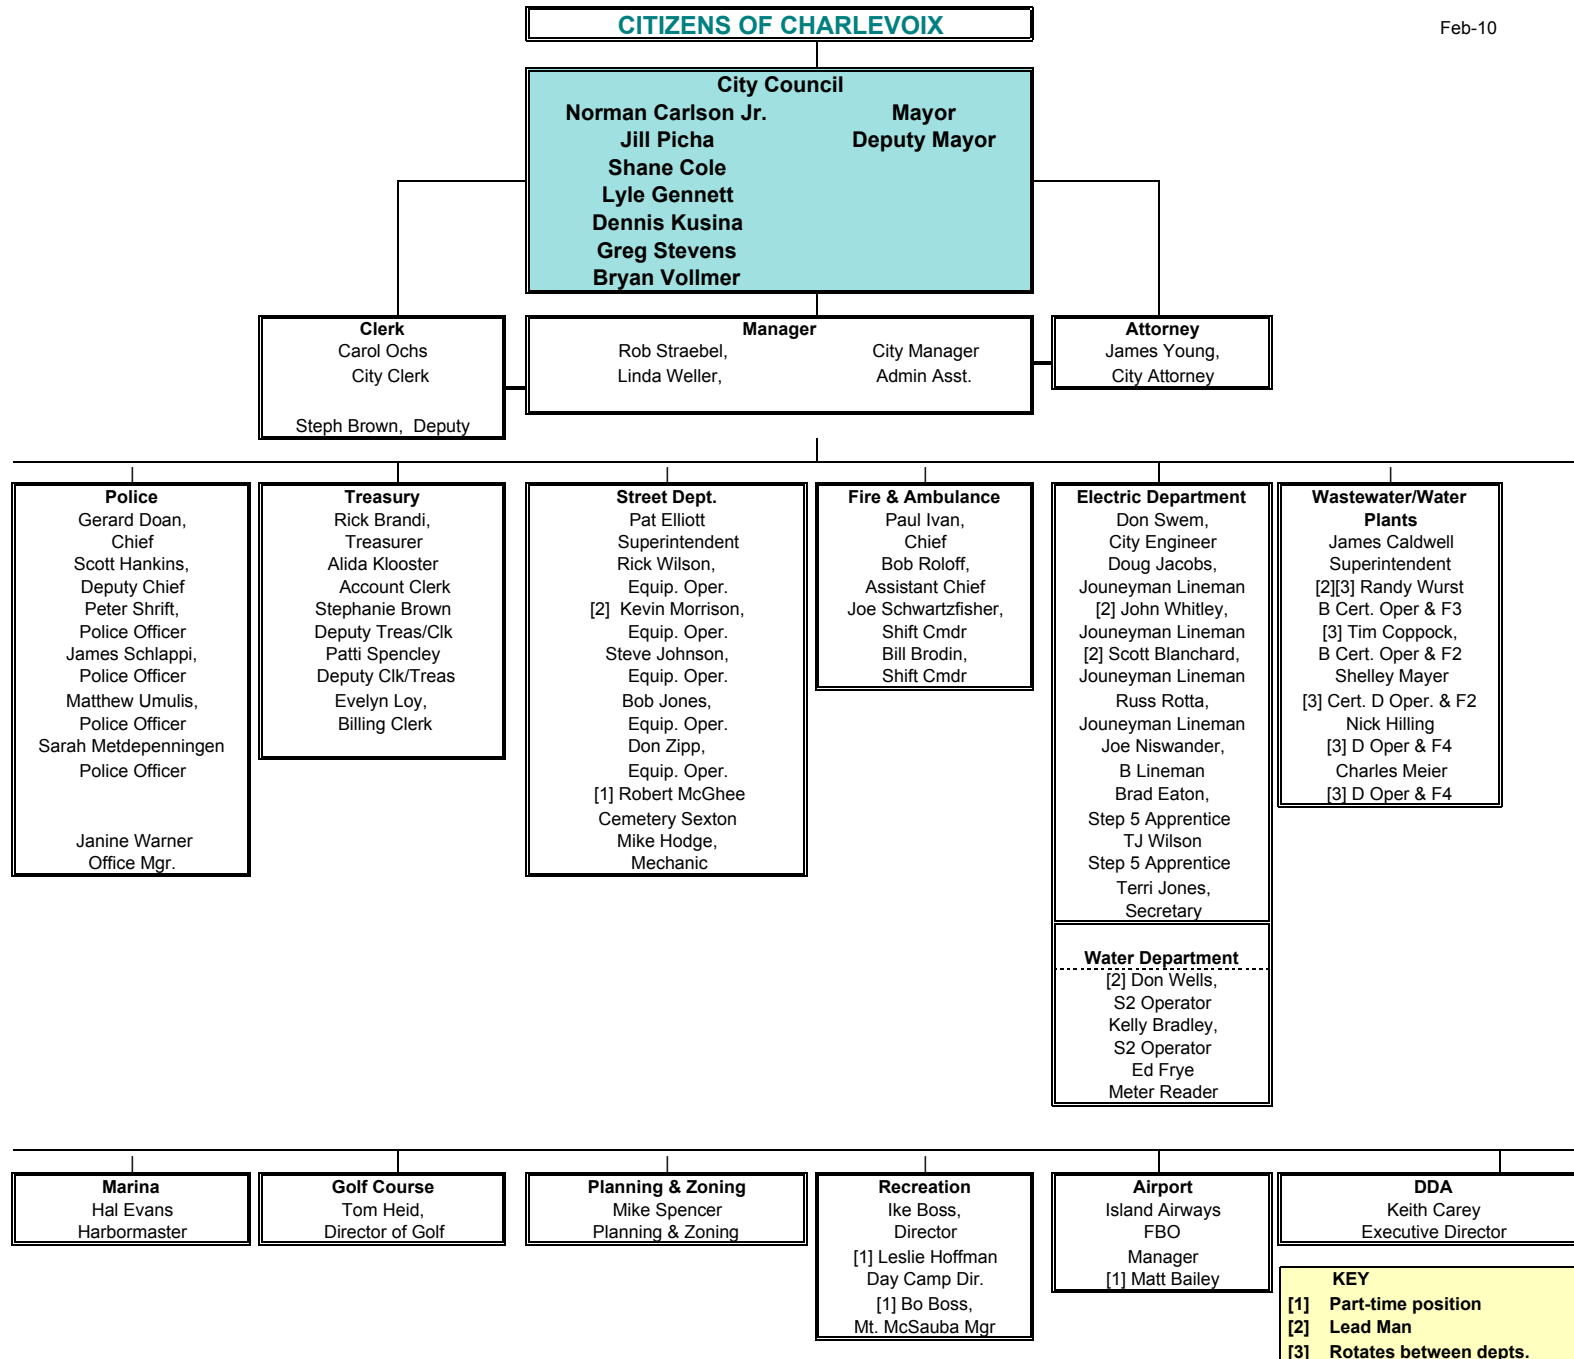 CITIZENS OF CHARLEVOIX
Feb-10
City Council
Norman Carlson Jr. Mayor
Jill Picha Deputy Mayor
Shane Cole
Lyle Gennett
Dennis Kusina
Greg Stevens
Bryan Vollmer
Clerk
Carol Ochs
City Clerk
Steph Brown, Deputy
Manager
Rob Straebel, City Manager
Linda Weller, Admin Asst.
Attorney
James Young,
City Attorney
Police
Gerard Doan,
Chief
Scott Hankins,
Deputy Chief
Peter Shrift,
Police Officer
James Schlappi,
Police Officer
Matthew Umulis,
Police Officer
Sarah Metdepenningen
Police Officer
Janine Warner
Office Mgr.
Treasury
Rick Brandi,
Treasurer
Alida Klooster
Account Clerk
Stephanie Brown
Deputy Treas/Clk
Patti Spencley
Deputy Clk/Treas
Evelyn Loy,
Billing Clerk
Street Dept.
Pat Elliott
Superintendent
Rick Wilson,
Equip. Oper.
[2] Kevin Morrison,
Equip. Oper.
Steve Johnson,
Equip. Oper.
Bob Jones,
Equip. Oper.
Don Zipp,
Equip. Oper.
[1] Robert McGhee
Cemetery Sexton
Mike Hodge,
Mechanic
Fire & Ambulance
Paul Ivan,
Chief
Bob Roloff,
Assistant Chief
Joe Schwartzfisher,
Shift Cmdr
Bill Brodin,
Shift Cmdr
Electric Department
Don Swem,
City Engineer
Doug Jacobs,
Jouneyman Lineman
[2] John Whitley,
Jouneyman Lineman
[2] Scott Blanchard,
Jouneyman Lineman
Russ Rotta,
Jouneyman Lineman
Joe Niswander,
B Lineman
Brad Eaton,
Step 5 Apprentice
TJ Wilson
Step 5 Apprentice
Terri Jones,
Secretary
Water Department
[2] Don Wells,
S2 Operator
Kelly Bradley,
S2 Operator
Ed Frye
Meter Reader
Wastewater/Water
Plants
James Caldwell
Superintendent
[2][3] Randy Wurst
B Cert. Oper & F3
[3] Tim Coppock,
B Cert. Oper & F2
Shelley Mayer
[3] Cert. D Oper. & F2
Nick Hilling
[3] D Oper & F4
Charles Meier
[3] D Oper & F4
Marina
Hal Evans
Harbormaster
Golf Course
Tom Heid,
Director of Golf
Planning & Zoning
Mike Spencer
Planning & Zoning
Recreation
Ike Boss,
Director
[1] Leslie Hoffman
Day Camp Dir.
[1] Bo Boss,
Mt. McSauba Mgr
Airport
Island Airways
FBO
Manager
[1] Matt Bailey
DDA
Keith Carey
Executive Director
KEY
[1] Part-time position
[2] Lead Man
[3] Rotates between depts.